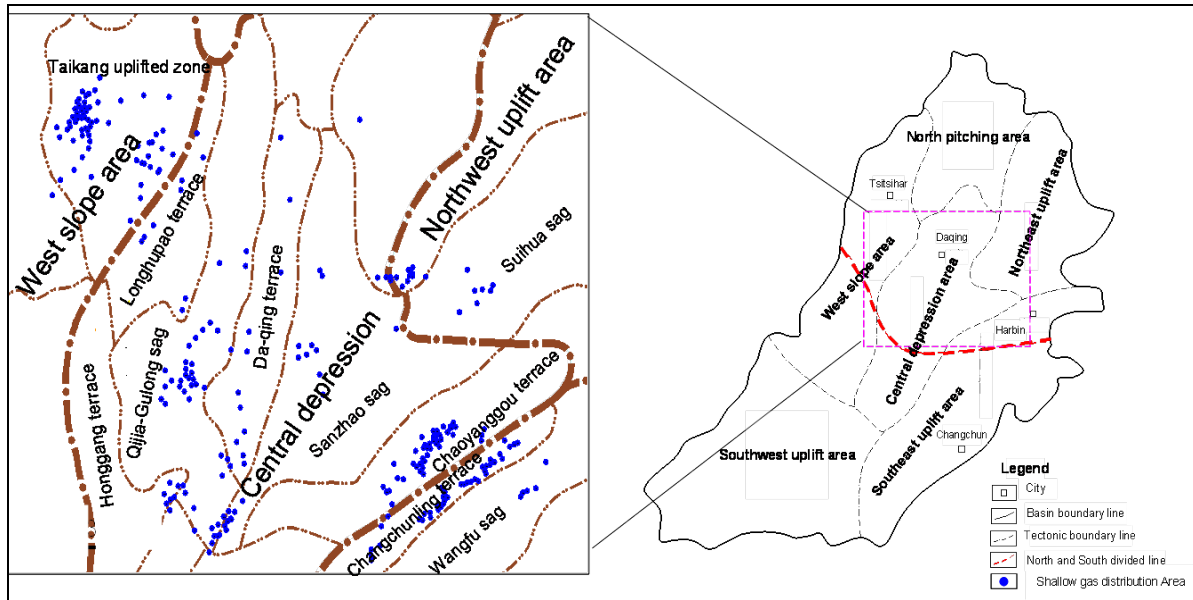 Taikang uplifted zone
West slope area
Longhupao terrace
Northwest uplift area
Suihua sag
Da-qing terrace
Qijia-Gulong sag
Honggang terrace
Central depression
Sanzhao sag
Chaoyanggou terrace
Changchunling terrace
Wangfu sag
North pitching area
Tsitsihar
Northeast uplift area
Daqing
West slope area
Central depression area
Harbin
Southeast uplift area
Changchun
Southwest uplift area
Legend
City
Basin boundary line
Tectonic boundary line
North and South divided line
Shallow gas distribution Area